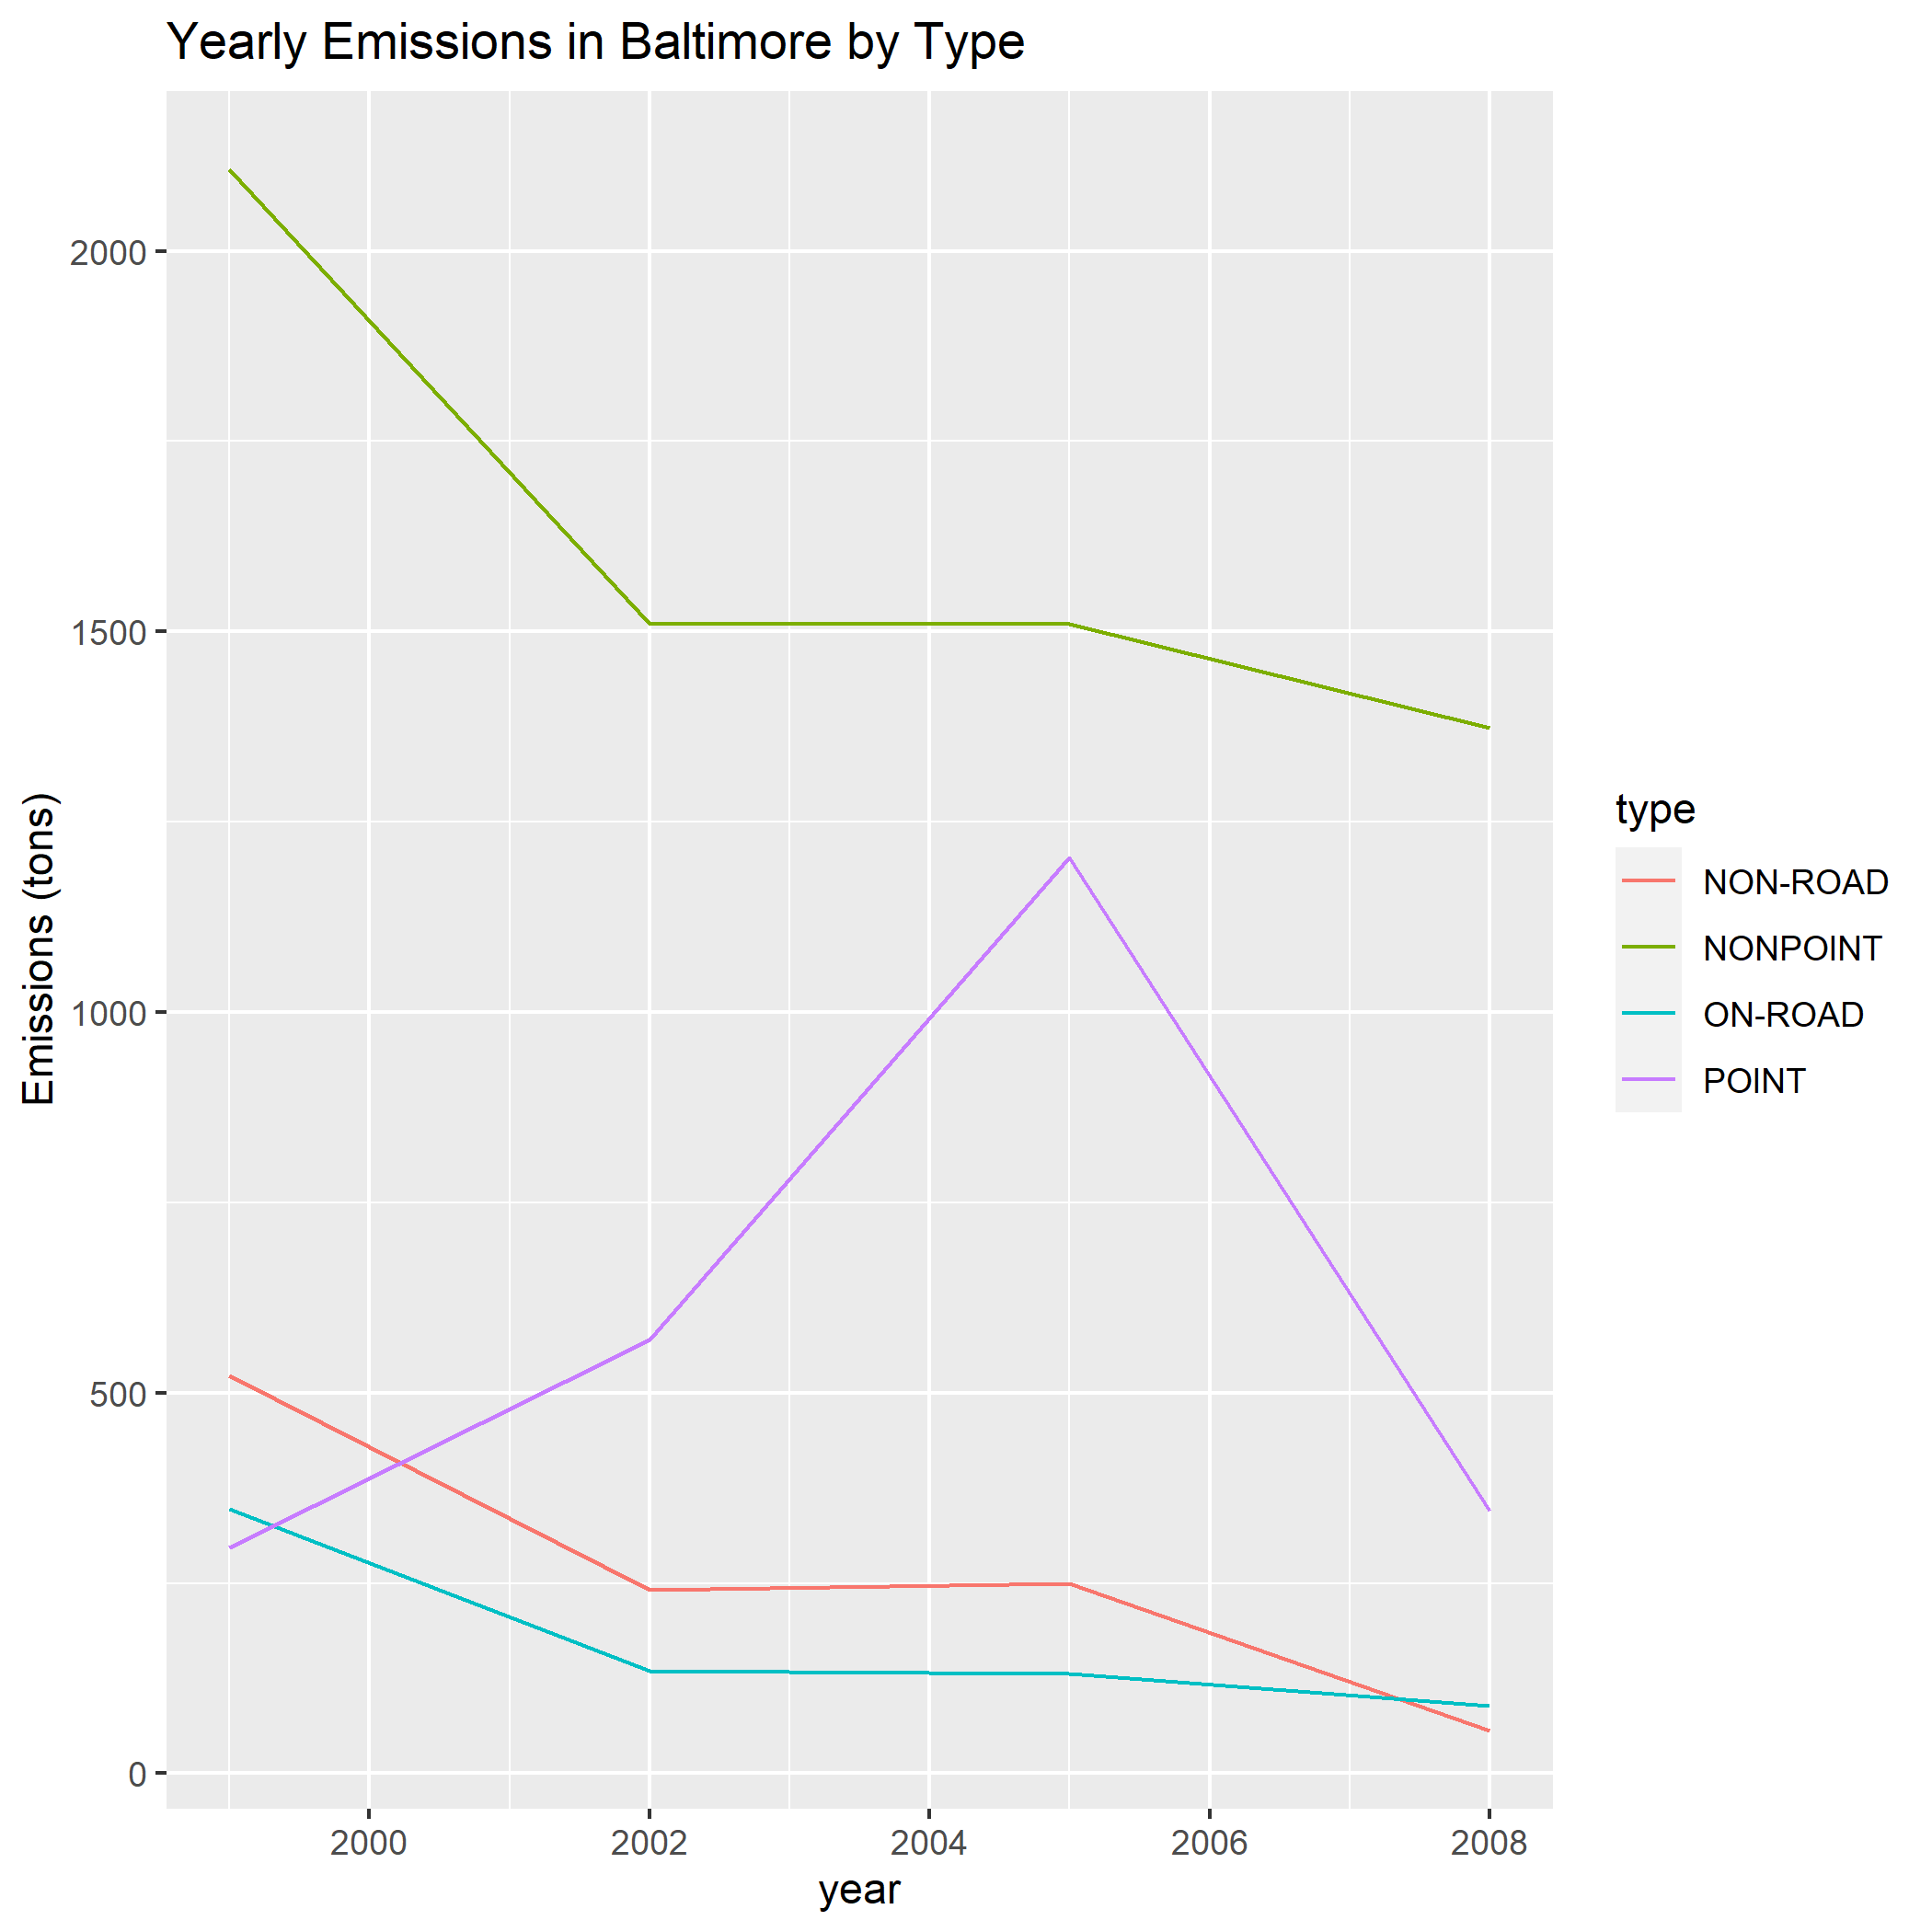 Yearly Emissions in Baltimore by Type
Emissions (tons)
2000
1500
1000
500
0
2000
2002
2004
2006
2008
year
type
NON-ROAD
NONPOINT
ON-ROAD
POINT